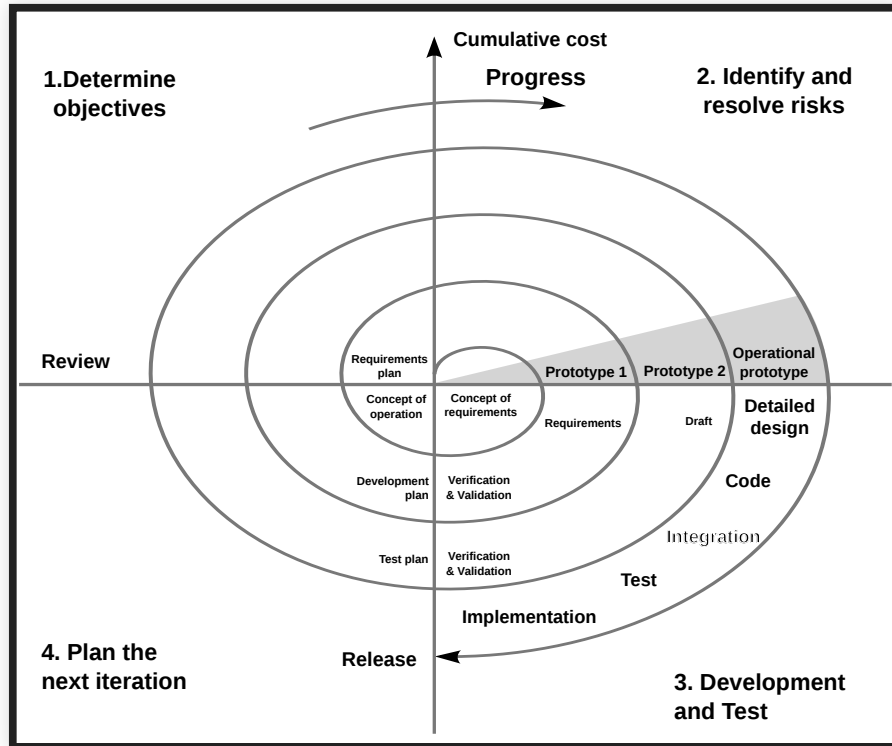 Cumulative cost
Progress
1.Determine
objectives
2. Identify and
resolve risks
Review
Requirements
plan
Prototype 1
Prototype 2
Operational
prototype
Concept of
operation
Concept of
requirements
Requirements
Draft
Detailed
design
Development
plan
Verification
& Validation
Code
Integration
Test plan
Verification
& Validation
Test
Implementation
4. Plan the
next iteration
Release
3. Development
and Test